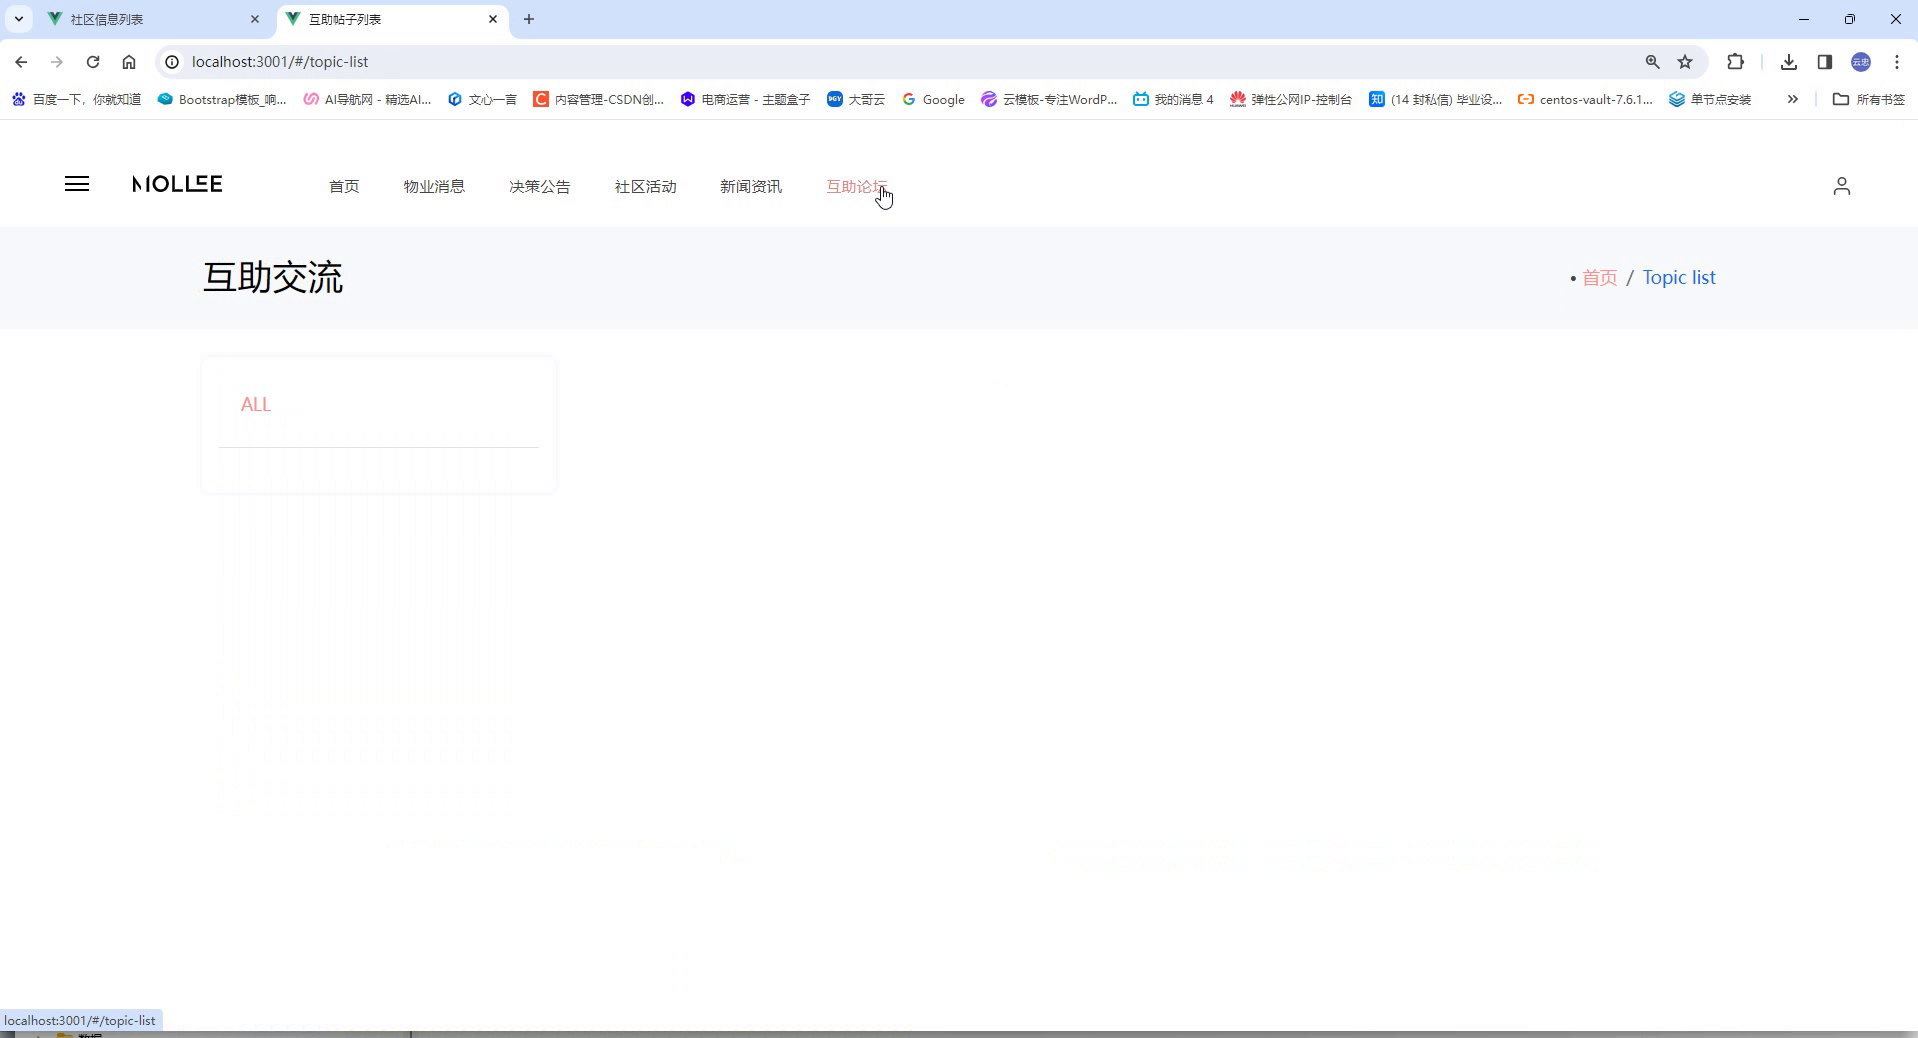 社区信息列表
互助帖子列表
localhost:3001/#/topic-list
云忠
百度一下，你就知道
Bootstrap模板_响...
AI导航网 - 精选AI...
文心一言
C 内容管理-CSDN创...
电商运营 - 主题盒子
DGY 大哥云
G Google
云模板-专注WordP...
我的消息 4
弹性公网IP-控制台
知 (14 封私信) 毕业设...
centos-vault-7.6.1...
单节点安装
所有书签
MOLLEE
首页
物业消息
决策公告
社区活动
新闻资讯
互助论坛
互助交流
• 首页 / Topic list
ALL
localhost:3001/#/topic-list